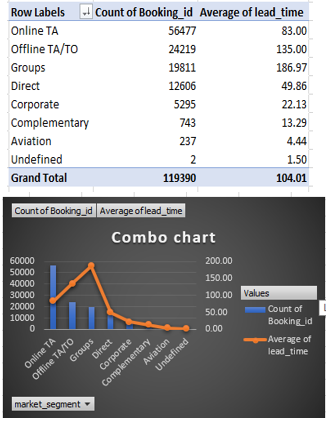 Row Labels Count of Booking_id Average of lead_time
Online TA 56477 83.00
Offline TA/TO 24219 135.00
Groups 19811 186.97
Direct 12606 49.86
Corporate 5295 22.13
Complementary 743 13.29
Aviation 237 4.44
Undefined 2 1.50
Grand Total 119390 104.01
Count of Booking_id Average of lead_time
Combo chart
60000 200.00
50000
40000 150.00
30000 100.00
20000
10000 50.00
0 0.00
Online TA
Offline TA/TO
Groups
Direct
Corporate
Complementary
Aviation
Undefined
Values
Count of
Booking_id
Average of
lead_time
market_segment